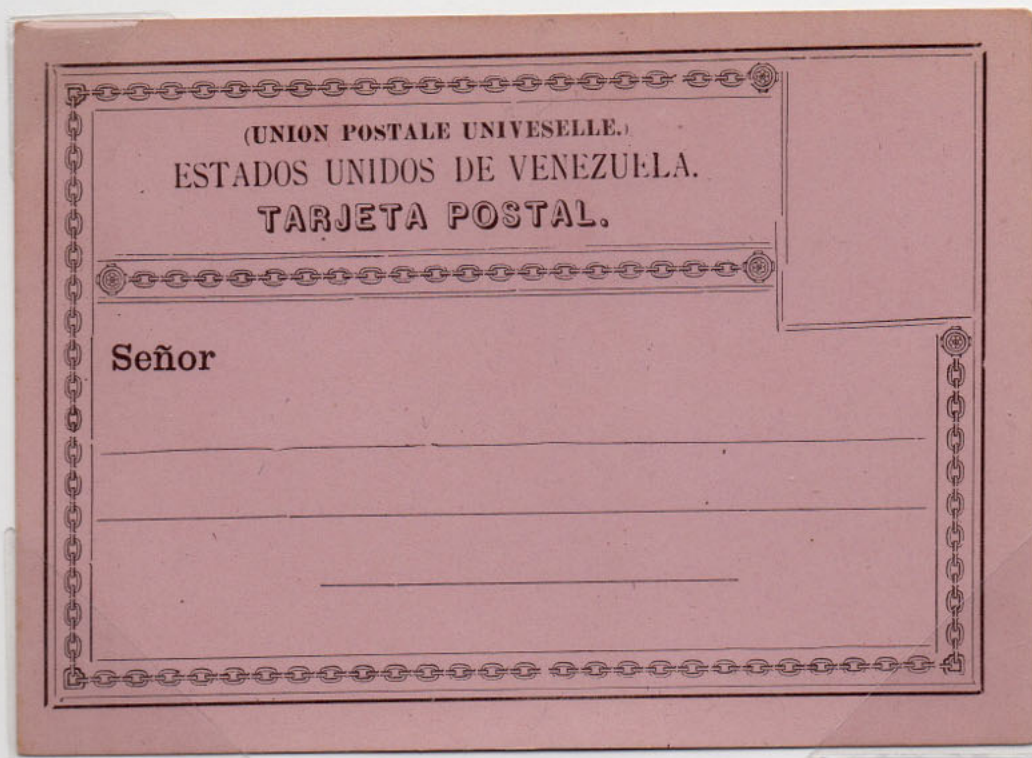 (UNION POSTALE UNIVESELLE.)
ESTADOS UNIDOS DE VENEZUELA.
TARJETA POSTAL.
Señor